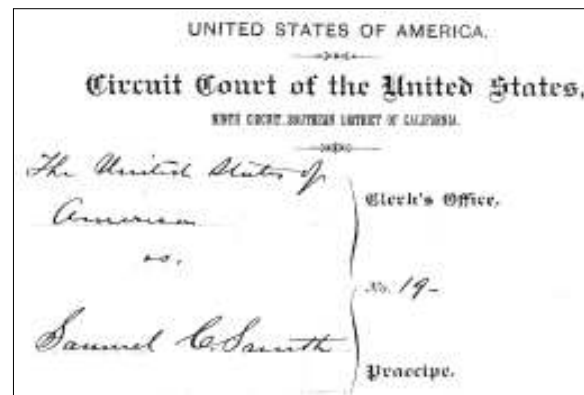 UNITED STATES OF AMERICA.
Circuit Court of the United States,
NINTH CIRCUIT, SOUTHERN DISTRICT OF CALIFORNIA.
The United States of
America
vs.
Samuel C. Smith
Clerk's Office.
No. 19-
Praecipe.